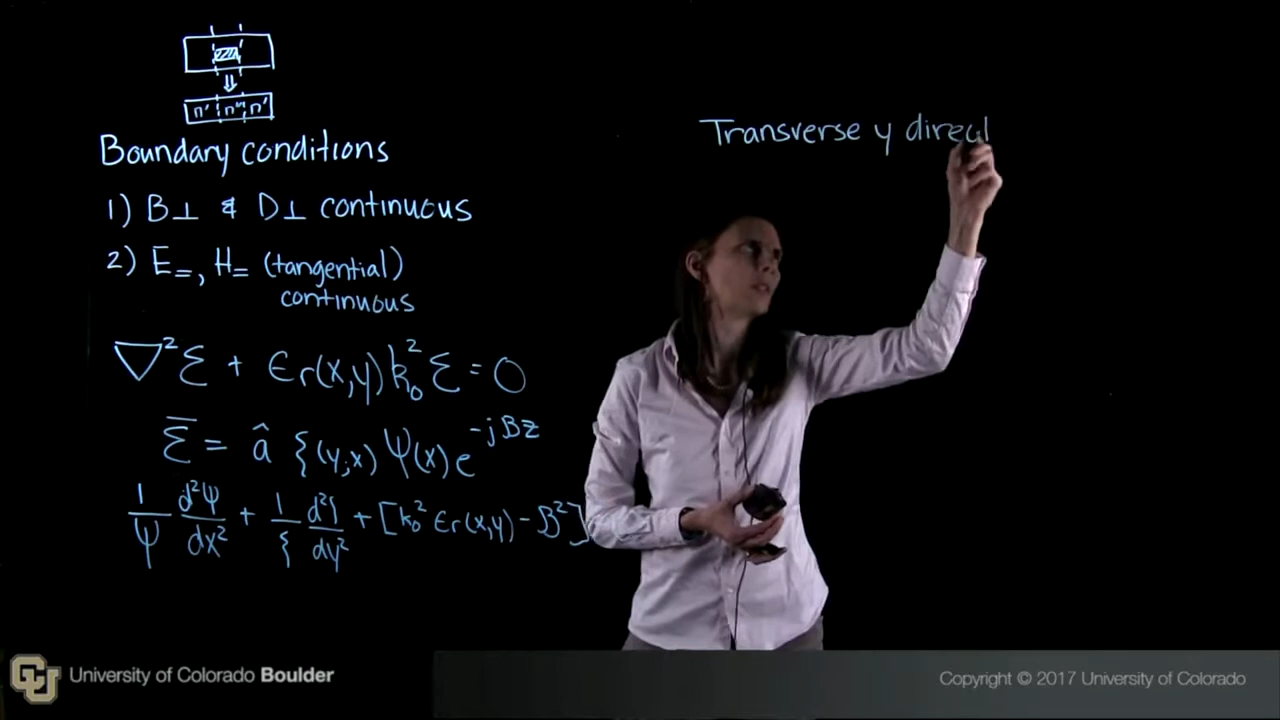 n' n'' n'
Boundary conditions
1) B⊥ & D⊥ continuous
2) E=, H= (tangential)
continuous
∇²ℰ + εr(x,y)k₀²ℰ = 0
ℰ̅ = â ξ(y;x) Ψ(x) e^-jβz
1/Ψ d²Ψ/dx² + 1/ξ d²ξ/dy² + [k₀² εr(x,y) - β²]
Transverse y direct
University of Colorado Boulder
Copyright © 2017 University of Colorado